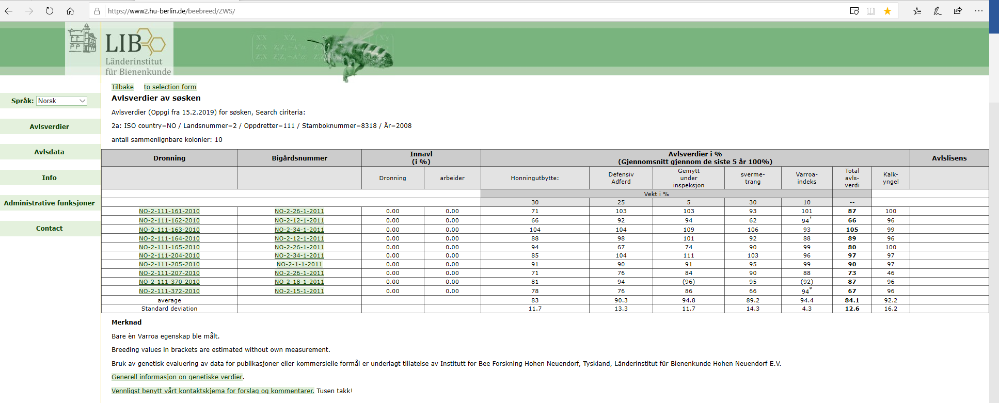 https://www2.hu-berlin.de/beebreed/ZWS/
LIB
Länderinstitut
für Bienenkunde
Tilbake to selection form
Språk: Norsk
Avlsverdier
Avlsdata
Info
Administrative funksjoner
Contact
Avlsverdier av søsken
Avlsverdier (Oppgi fra 15.2.2019) for søsken, Search ciriteria:
2a: ISO country=NO / Landsnummer=2 / Oppdretter=111 / Stamboknummer=8318 / År=2008
antall sammenlignbare kolonier: 10
Dronning Bigårdsnummer Innavl (i %) Avlsverdier i % (Gjennomsnitt gjennom de siste 5 år 100%) Avlslisens
Dronning arbeider Honningutbytte: Defensiv Adferd Gemytt under inspeksjon sverme-trang Varroa-indeks Total avls-verdi Kalk-yngel
Vekt i %
30 25 5 30 10 --
NO-2-111-161-2010 NO-2-26-1-2011 0.00 0.00 71 103 103 93 101 87 100
NO-2-111-162-2010 NO-2-12-1-2011 0.00 0.00 66 92 94 62 94* 66 96
NO-2-111-163-2010 NO-2-34-1-2011 0.00 0.00 104 104 109 106 93 105 99
NO-2-111-164-2010 NO-2-12-1-2011 0.00 0.00 88 98 101 92 88 89 96
NO-2-111-165-2010 NO-2-26-1-2011 0.00 0.00 94 67 74 90 99 80 100
NO-2-111-204-2010 NO-2-34-1-2011 0.00 0.00 85 104 111 103 96 97 97
NO-2-111-205-2010 NO-2-1-1-2011 0.00 0.00 91 90 91 95 99 90 97
NO-2-111-207-2010 NO-2-26-1-2011 0.00 0.00 71 76 84 90 88 73 46
NO-2-111-370-2010 NO-2-18-1-2011 0.00 0.00 81 94 (96) 95 (92) 87 96
NO-2-111-372-2010 NO-2-15-1-2011 0.00 0.00 78 76 86 66 94* 67 96
average 83 90.3 94.8 89.2 94.4 84.1 92.2
Standard deviation 11.7 13.3 11.7 14.3 4.3 12.6 16.2
Merknad
Bare èn Varroa egenskap ble målt.
Breeding values in brackets are estimated without own measurement.
Bruk av genetisk evaluering av data for publikasjoner eller kommersielle formål er underlagt tillatelse av Institutt for Bee Forskning Hohen Neuendorf, Tyskland, Länderinstitut für Bienenkunde Hohen Neuendorf E.V.
Generell informasjon on genetiske verdier.
Vennligst benytt vårt kontaktskjema for forslag og kommentarer. Tusen takk!